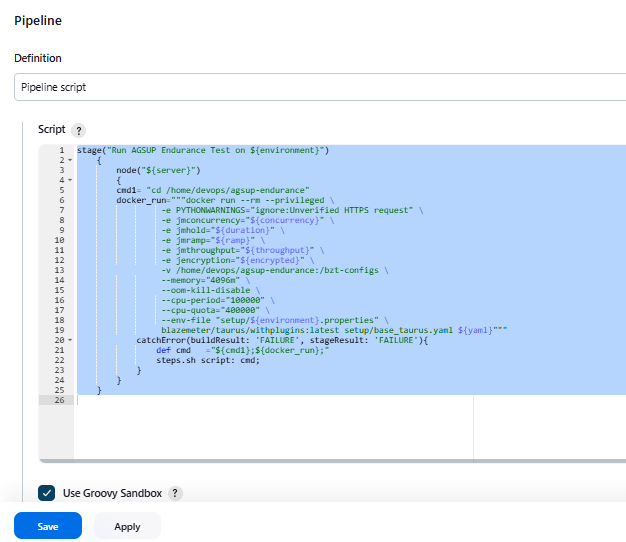 Pipeline
Definition
Pipeline script
Script ?
1 stage("Run AGSUP Endurance Test on ${environment}")
2 {
3 node("${server}")
4 {
5 cmd1= "cd /home/devops/agsup-endurance"
6 docker_run="""docker run --rm --privileged \
7 -e PYTHONWARNINGS="ignore:Unverified HTTPS request" \
8 -e jmconcurrency="${concurrency}" \
9 -e jmhold="${duration}" \
10 -e jmramp="${ramp}" \
11 -e jmthroughput="${throughput}" \
12 -e jencryption="${encrypted}" \
13 -v /home/devops/agsup-endurance:/bzt-configs \
14 --memory="4096m" \
15 --oom-kill-disable \
16 --cpu-period="100000" \
17 --cpu-quota="400000" \
18 --env-file "setup/${environment}.properties" \
19 blazemeter/taurus/withplugins:latest setup/base_taurus.yaml ${yaml}"""
20 catchError(buildResult: 'FAILURE', stageResult: 'FAILURE'){
21 def cmd ="${cmd1};${docker_run};"
22 steps.sh script: cmd;
23 }
24 }
25 }
26
Use Groovy Sandbox ?
Save Apply